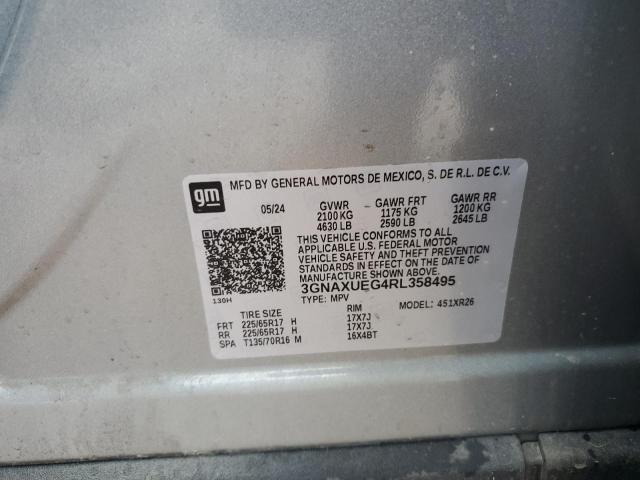 gm MFD BY GENERAL MOTORS DE MEXICO, S. DE R.L. DE C.V.
05/24 GVWR GAWR FRT GAWR RR
2100 KG 1175 KG 1200 KG
4630 LB 2590 LB 2645 LB
THIS VEHICLE CONFORMS TO ALL
APPLICABLE U.S. FEDERAL MOTOR
VEHICLE SAFETY AND THEFT
PREVENTION STANDARDS
IN EFFECT ON THE DATE OF
MANUFACTURE SHOWN ABOVE.
3GNAXUEG4RL358495
130H TYPE: MPV MODEL: 451XR26
TIRE SIZE RIM
FRT 225/65R17 H 17X7J
RR 225/65R17 H 17X7J
SPA T135/70R16 M 16X4BT